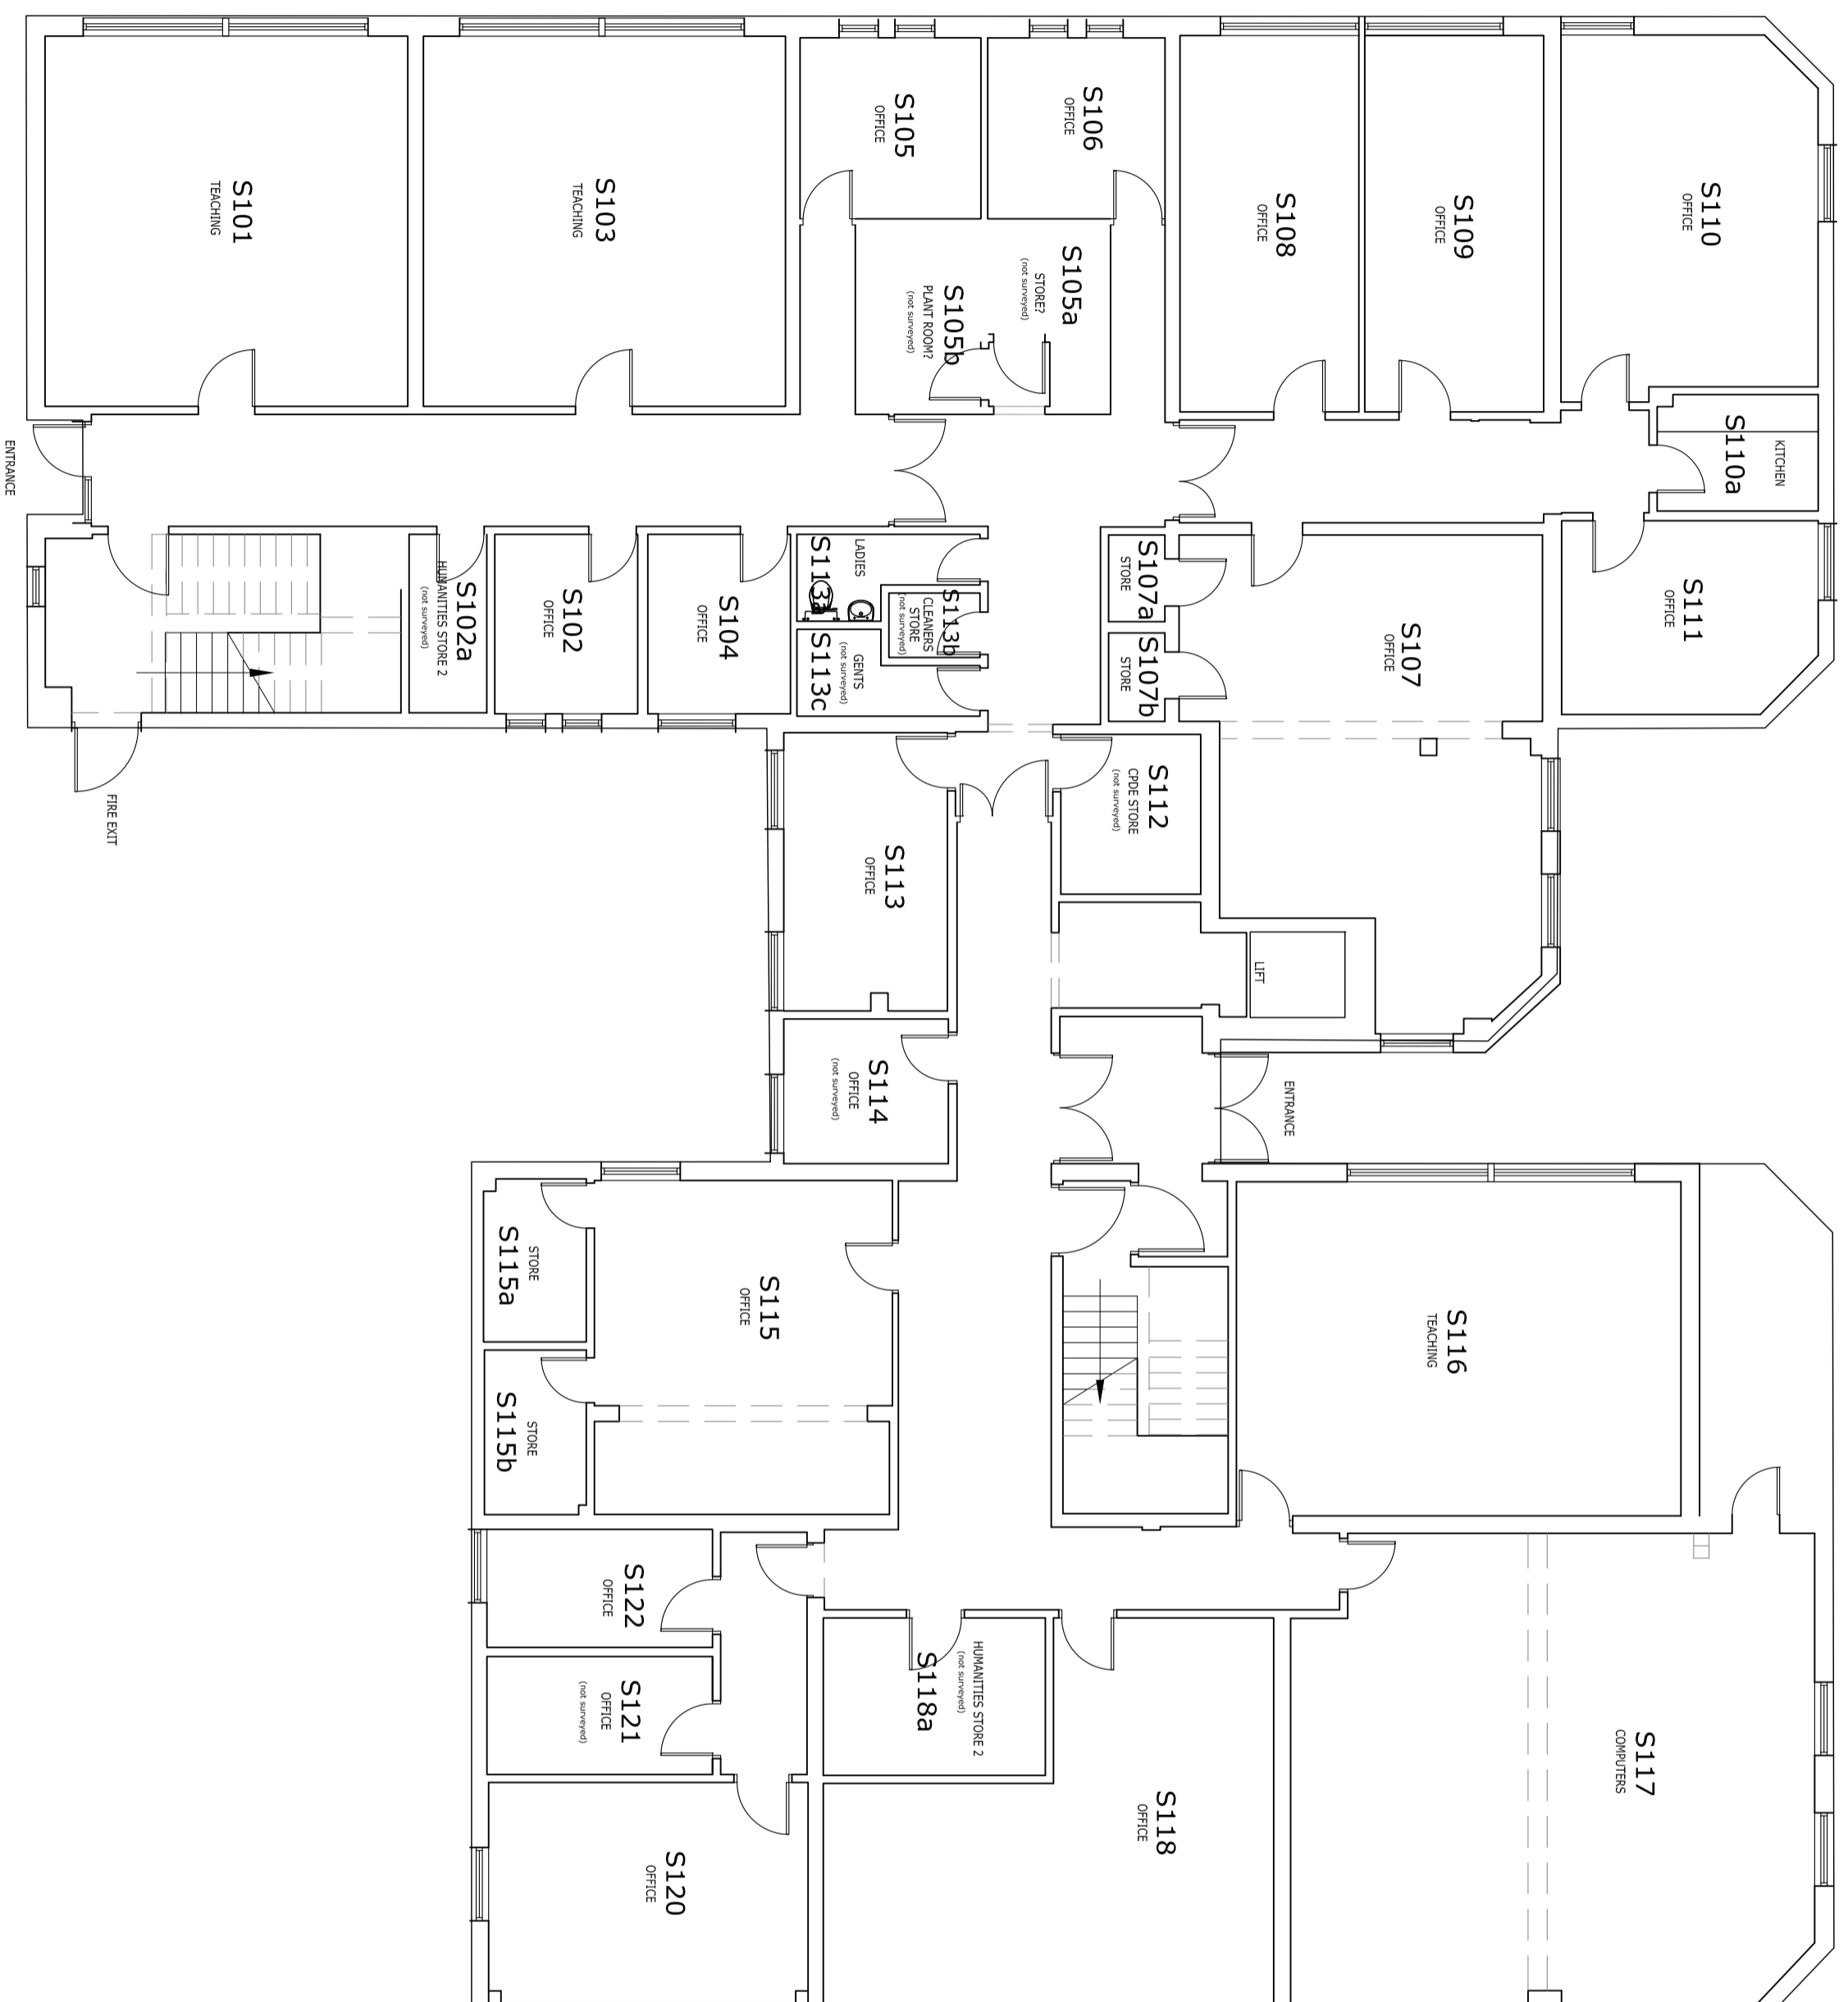 S101
TEACHING
S103
TEACHING
S105
OFFICE
S106
OFFICE
S108
OFFICE
S109
OFFICE
S110
OFFICE
S105a
STORE?
(not surveyed)
S105b
PLANT ROOM?
(not surveyed)
KITCHEN
S110a
ENTRANCE
S102a
HUMANITIES STORE 2
(not surveyed)
S102
OFFICE
S104
OFFICE
LADIES
S113a
S113b
CLEANERS
STORE
(not surveyed)
GENTS
(not surveyed)
S113c
S107a
STORE
S107b
STORE
S107
OFFICE
S111
OFFICE
FIRE EXIT
S113
OFFICE
S112
CPDE STORE
(not surveyed)
LIFT
S114
OFFICE
(not surveyed)
ENTRANCE
STORE
S115a
S115
OFFICE
STORE
S115b
S116
TEACHING
S122
OFFICE
S121
OFFICE
(not surveyed)
HUMANITIES STORE 2
(not surveyed)
S118a
S117
COMPUTERS
S118
OFFICE
S120
OFFICE